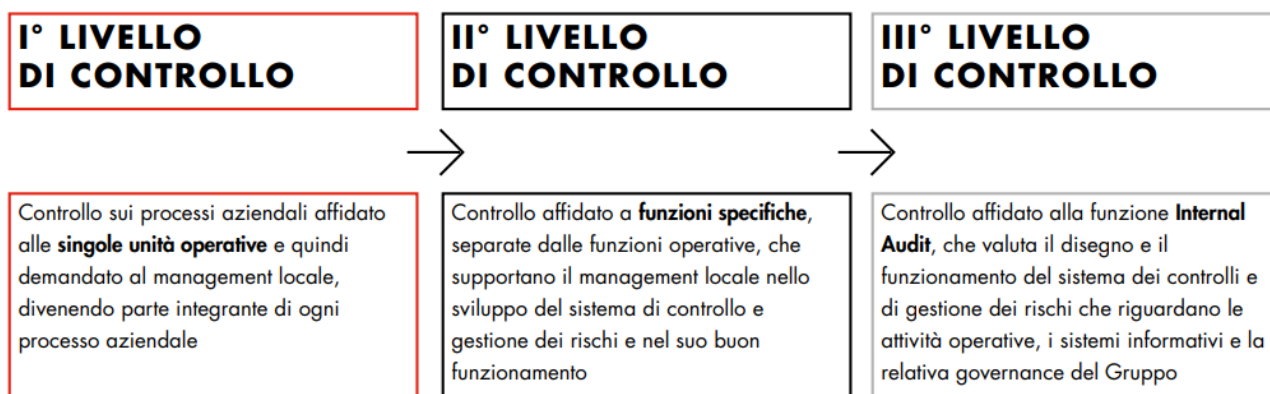 I° LIVELLO
DI CONTROLLO
II° LIVELLO
DI CONTROLLO
III° LIVELLO
DI CONTROLLO
Controllo sui processi aziendali affidato
alle singole unità operative e quindi
demandato al management locale,
divenendo parte integrante di ogni
processo aziendale
Controllo affidato a funzioni specifiche,
separate dalle funzioni operative, che
supportano il management locale nello
sviluppo del sistema di controllo e
gestione dei rischi e nel suo buon
funzionamento
Controllo affidato alla funzione Internal
Audit, che valuta il disegno e il
funzionamento del sistema dei controlli e
di gestione dei rischi che riguardano le
attività operative, i sistemi informativi e la
relativa governance del Gruppo